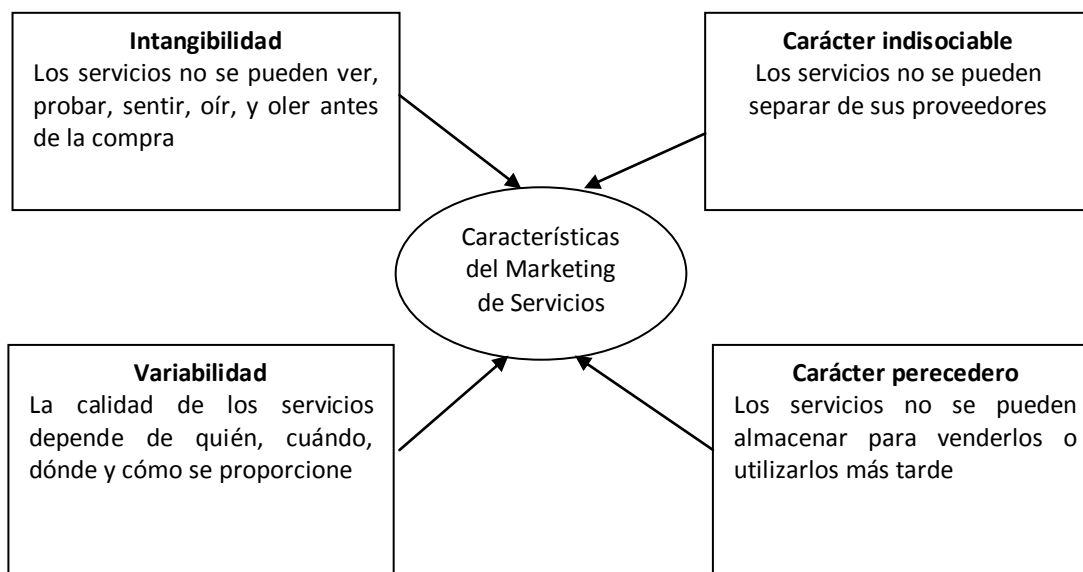 Intangibilidad
Los servicios no se pueden ver,
probar, sentir, oír, y oler antes
de la compra
Carácter indisociable
Los servicios no se pueden
separar de sus proveedores
Características
del Marketing
de Servicios
Variabilidad
La calidad de los servicios
depende de quién, cuándo,
dónde y cómo se proporcione
Carácter perecedero
Los servicios no se pueden
almacenar para venderlos o
utilizarlos más tarde